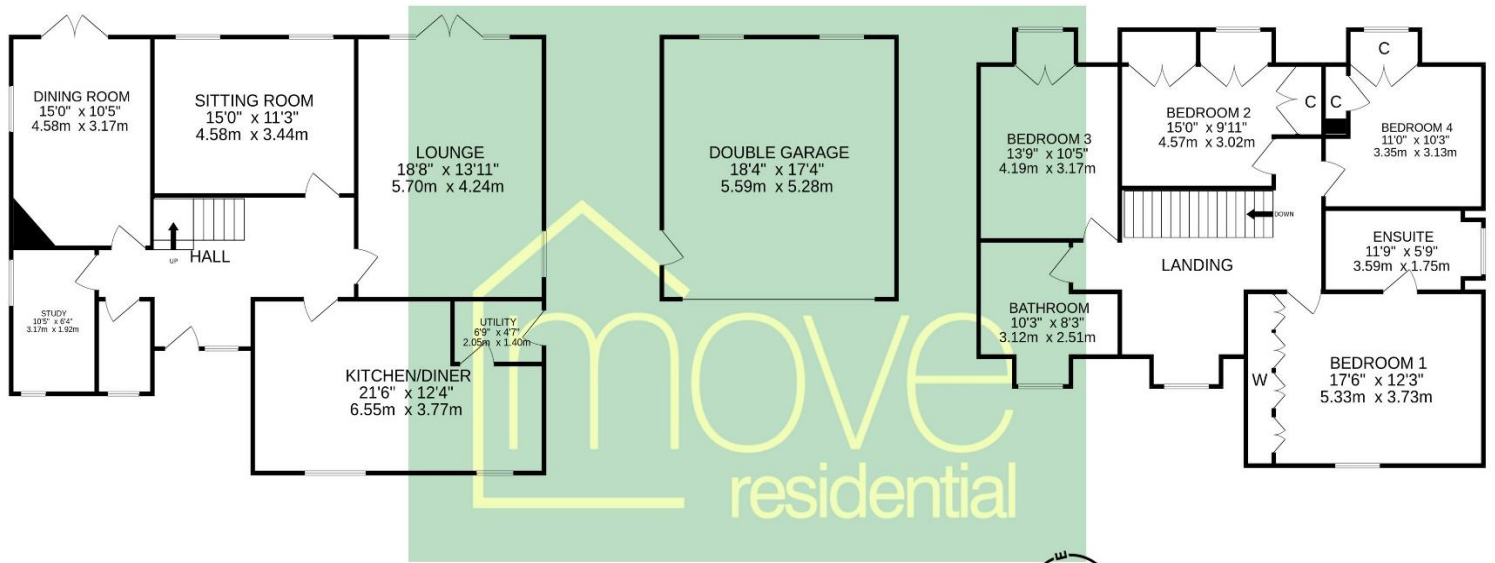 DINING ROOM
15'0" x 10'5"
4.58m x 3.17m
SITTING ROOM
15'0" x 11'3"
4.58m x 3.44m
LOUNGE
18'8" x 13'11"
5.70m x 4.24m
UP
HALL
STUDY
10'5" x 6'4"
3.17m x 1.92m
UTILITY
6'9" x 4'7"
2.05m x 1.40m
KITCHEN/DINER
21'6" x 12'4"
6.55m x 3.77m
DOUBLE GARAGE
18'4" x 17'4"
5.59m x 5.28m
BEDROOM 3
13'9" x 10'5"
4.19m x 3.17m
BEDROOM 2
15'0" x 9'11"
4.57m x 3.02m
C
C
C
BEDROOM 4
11'0" x 10'3"
3.35m x 3.13m
DOWN
LANDING
ENSUITE
11'9" x 5'9"
3.59m x 1.75m
BATHROOM
10'3" x 8'3"
3.12m x 2.51m
W
BEDROOM 1
17'6" x 12'3"
5.33m x 3.73m
move
residential
E